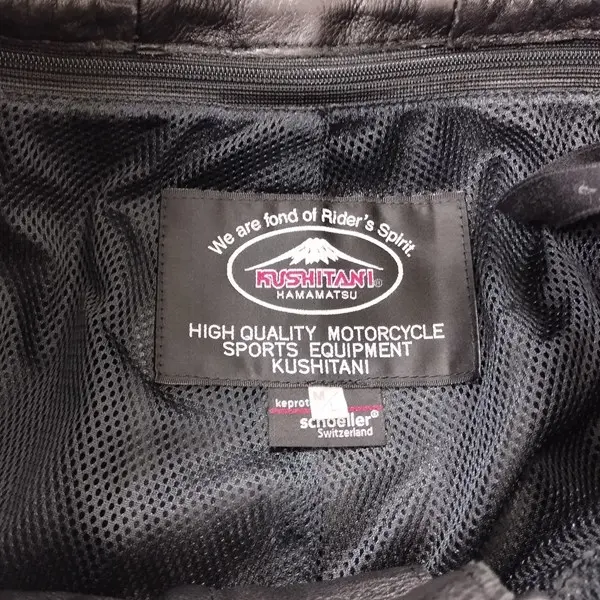 We are fond of Rider's Spirit.
KUSHITANI®
HAMAMATSU
HIGH QUALITY MOTORCYCLE
SPORTS EQUIPMENT
KUSHITANI
M
schoeller®
Switzerland